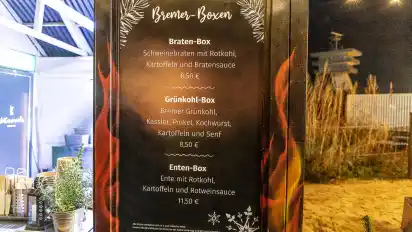 Bremer-Boxen
Braten-Box
Schweinebraten mit Rotkohl,
Kartoffeln und Bratensauce
8,50 €
Grünkohl-Box
Bremer Grünkohl,
Kassler, Pinkel, Kochwurst,
Kartoffeln und Senf
8,50 €
Enten-Box
Ente mit Rotkohl,
Kartoffeln und Rotweinsauce
11,50 €